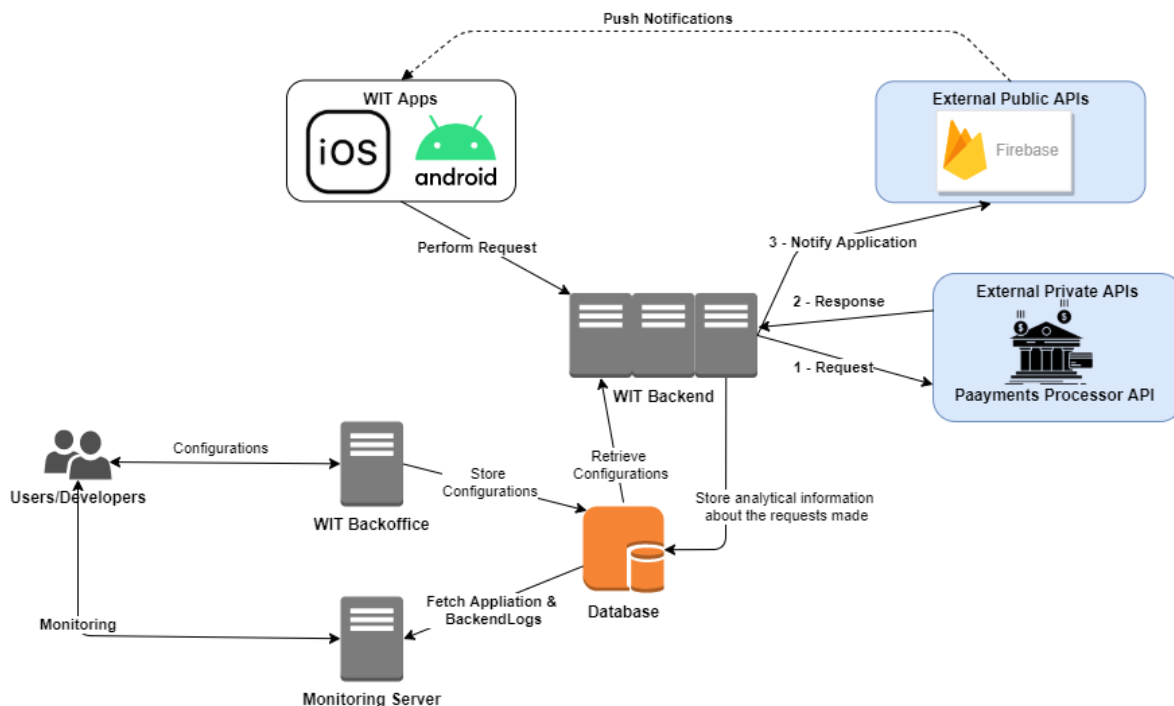 Push Notifications
WIT Apps
iOS
android
External Public APIs
Firebase
Perform Request
3 - Notify Application
2 - Response
External Private APIs
$
$
1 - Request
Paayments Processor API
WIT Backend
Configurations
Users/Developers
Store
Configurations
WIT Backoffice
Retrieve
Configurations
Store analytical information
about the requests made
Database
Fetch Appliation &
BackendLogs
Monitoring
Monitoring Server